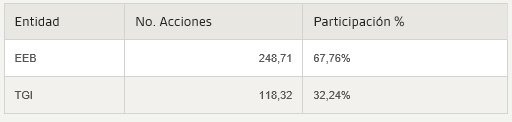 Entidad No. Acciones Participación %
EEB 248,71 67,76%
TGI 118,32 32,24%